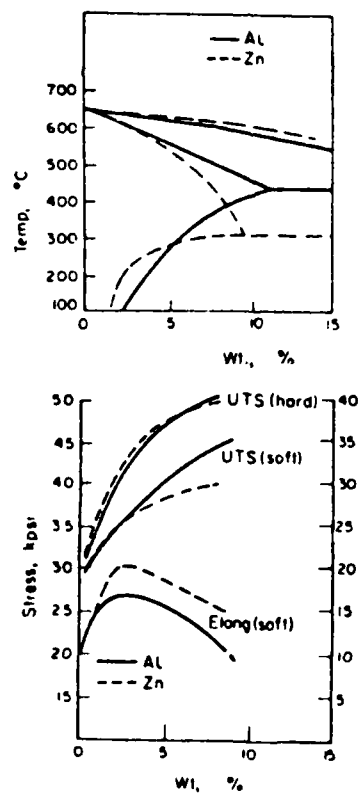 Al
Zn
700
600
500
400
300
200
100
0
5
10
15
Temp, °C
Wt., %
50
45
40
35
30
25
20
15
40
35
30
25
20
15
10
5
UTS (hard)
UTS (soft)
Elong (soft)
Stress, kpsi
Al
Zn
0
5
10
15
Wt, %